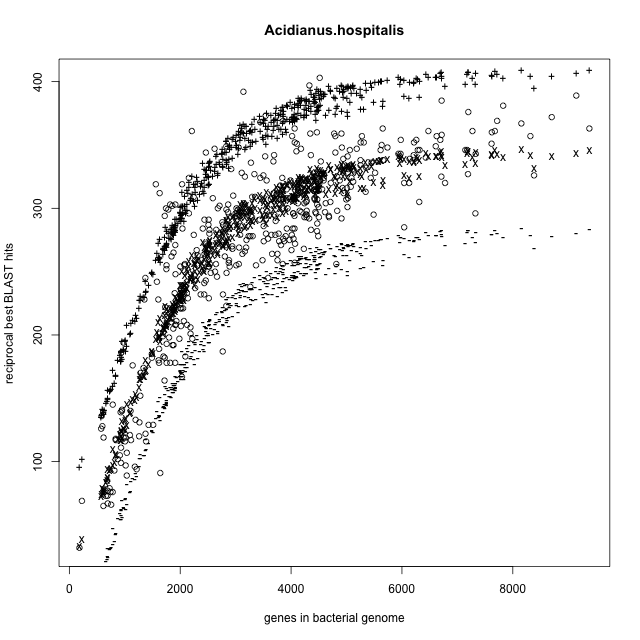 Acidianus.hospitalis
reciprocal best BLAST hits
400
300
200
100
0 2000 4000 6000 8000
genes in bacterial genome